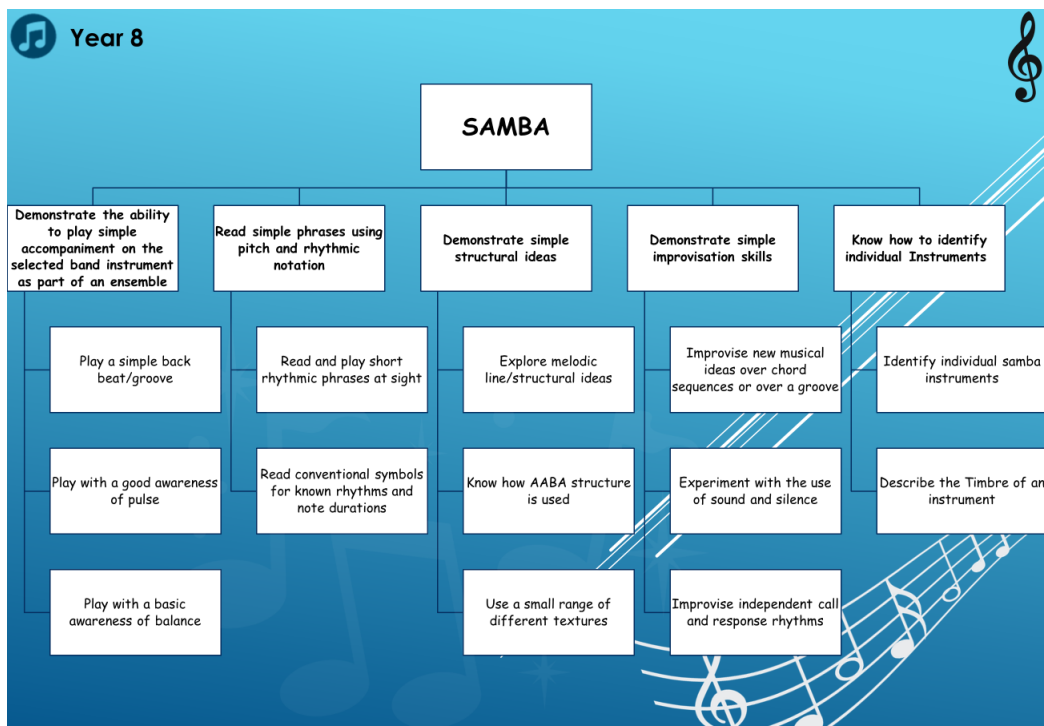 Year 8
SAMBA
Demonstrate the ability
to play simple
accompaniment on the
selected band instrument
as part of an ensemble
Play a simple back
beat/groove
Play with a good awareness
of pulse
Play with a basic
awareness of balance
Read simple phrases using
pitch and rhythmic
notation
Read and play short
rhythmic phrases at sight
Read conventional symbols
for known rhythms and
note durations
Demonstrate simple
structural ideas
Explore melodic
line/structural ideas
Know how AABA structure
is used
Use a small range of
different textures
Demonstrate simple
improvisation skills
Improvise new musical
ideas over chord
sequences or over a groove
Experiment with the use
of sound and silence
Improvise independent call
and response rhythms
Know how to identify
individual Instruments
Identify individual samba
instruments
Describe the Timbre of an
instrument